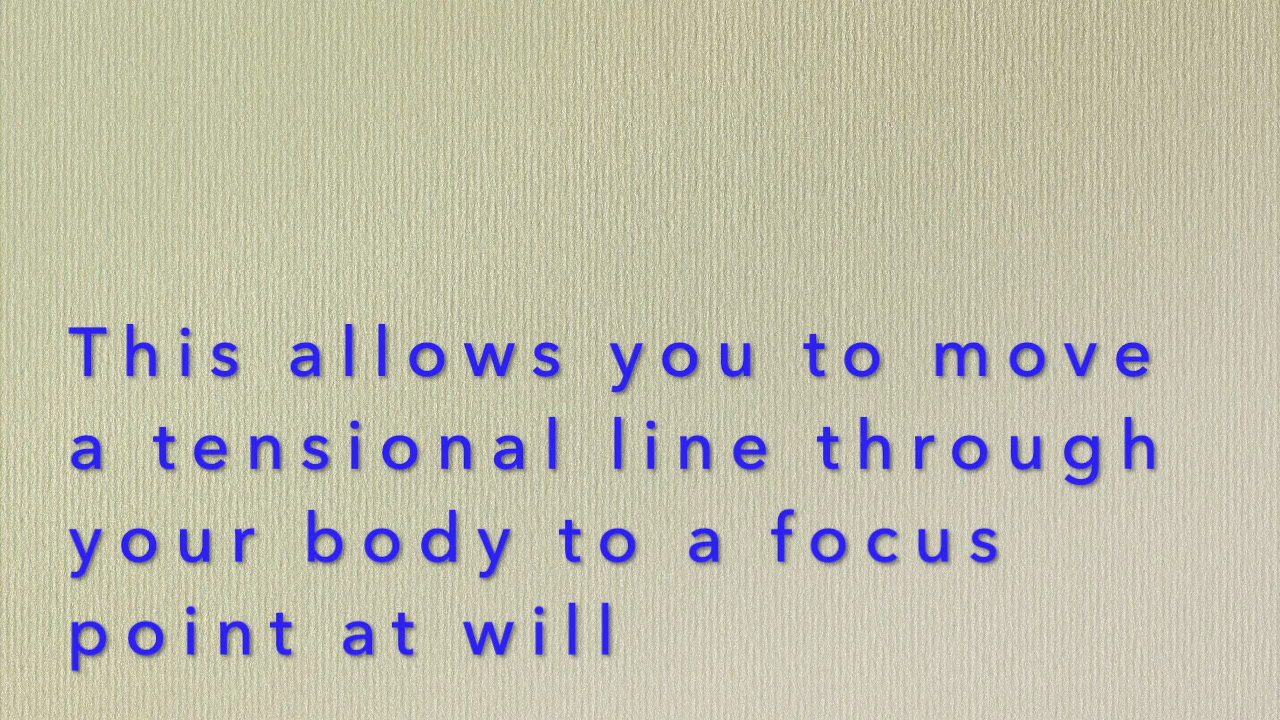 This allows you to move
a tensional line through
your body to a focus
point at will